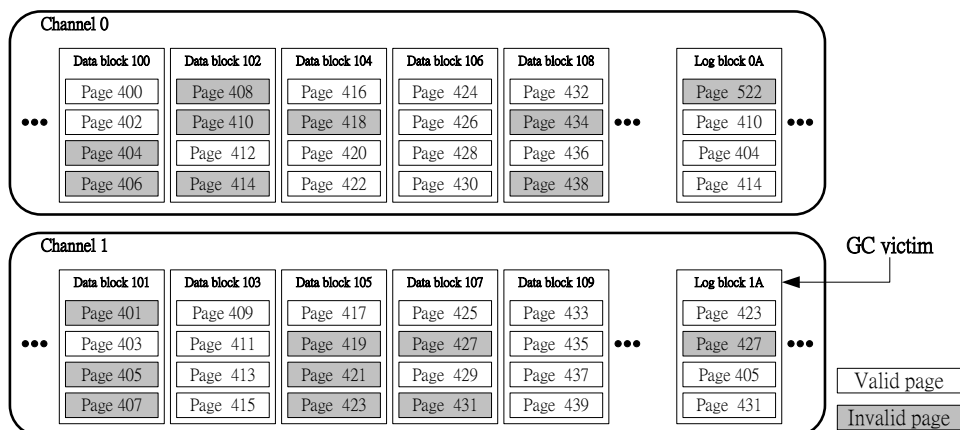 Channel 0
Data block 100 Data block 102 Data block 104 Data block 106 Data block 108 Log block 0A
Page 400 Page 408 Page 416 Page 424 Page 432 Page 522
••• Page 402 Page 410 Page 418 Page 426 Page 434 ••• Page 410 •••
Page 404 Page 412 Page 420 Page 428 Page 436 Page 404
Page 406 Page 414 Page 422 Page 430 Page 438 Page 414
Channel 1
GC victim
Data block 101 Data block 103 Data block 105 Data block 107 Data block 109 Log block 1A
Page 401 Page 409 Page 417 Page 425 Page 433 Page 423
••• Page 403 Page 411 Page 419 Page 427 Page 435 ••• Page 427 •••
Page 405 Page 413 Page 421 Page 429 Page 437 Page 405
Page 407 Page 415 Page 423 Page 431 Page 439 Page 431
Valid page
Invalid page